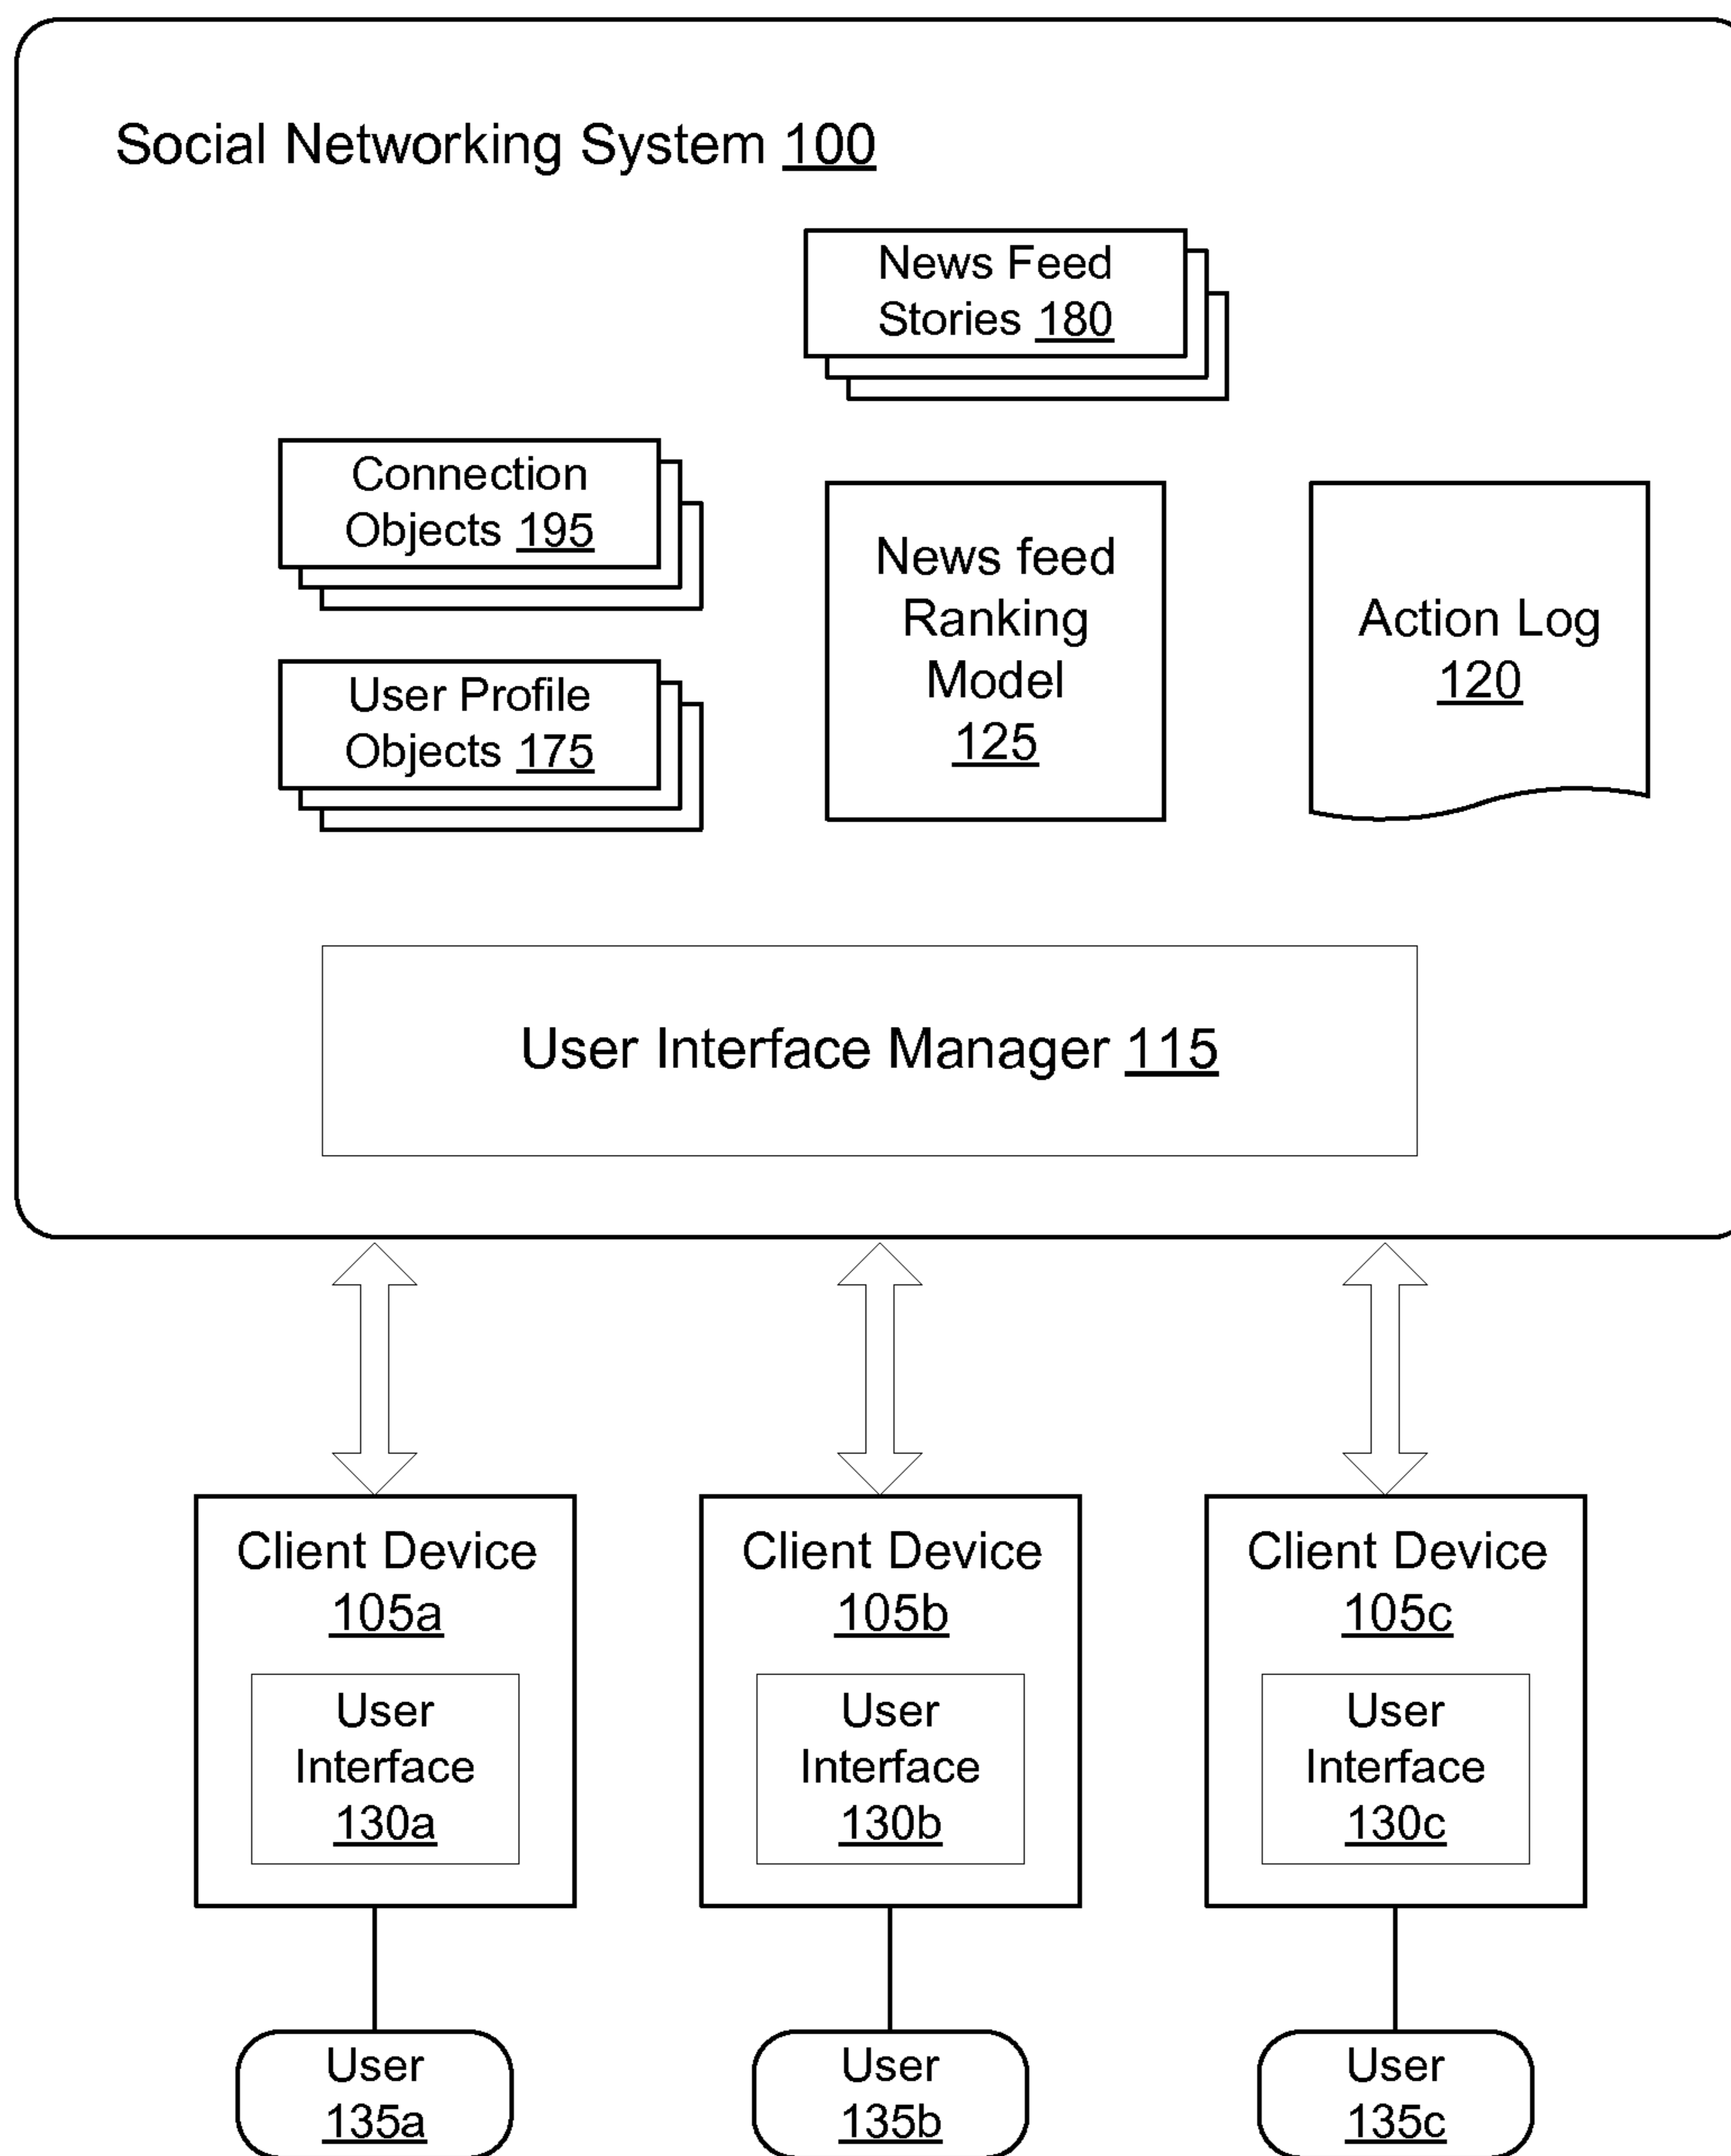 Social Networking System 100
News Feed
Stories 180
Connection
Objects 195
User Profile
Objects 175
News feed
Ranking
Model
125
Action Log
120
User Interface Manager 115
Client Device
105a
User
Interface
130a
Client Device
105b
User
Interface
130b
Client Device
105c
User
Interface
130c
User
135a
User
135b
User
135c